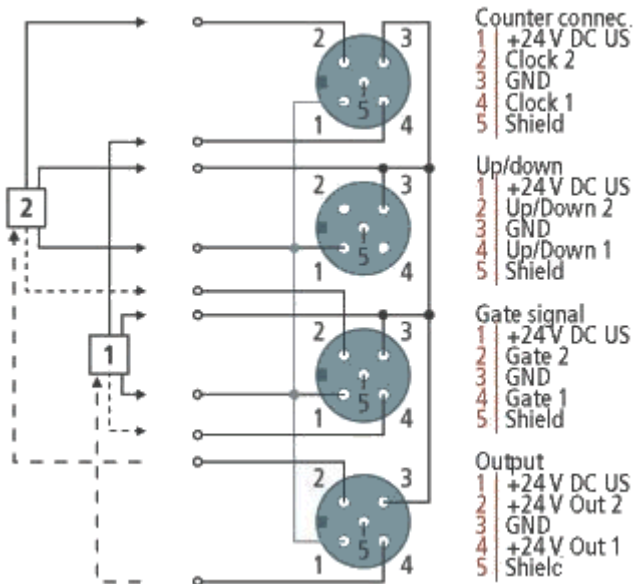 Counter connec.
1 +24 V DC US
2 Clock 2
3 GND
4 Clock 1
5 Shield
Up/down
1 +24 V DC US
2 Up/Down 2
3 GND
4 Up/Down 1
5 Shield
Gate signal
1 +24 V DC US
2 Gate 2
3 GND
4 Gate 1
5 Shield
Output
1 +24 V DC US
2 +24 V Out 2
3 GND
4 +24 V Out 1
5 Shielc
2 3
5
1 4
2 3
5
1 4
2 3
5
1 4
2 3
5
1 4
2
1